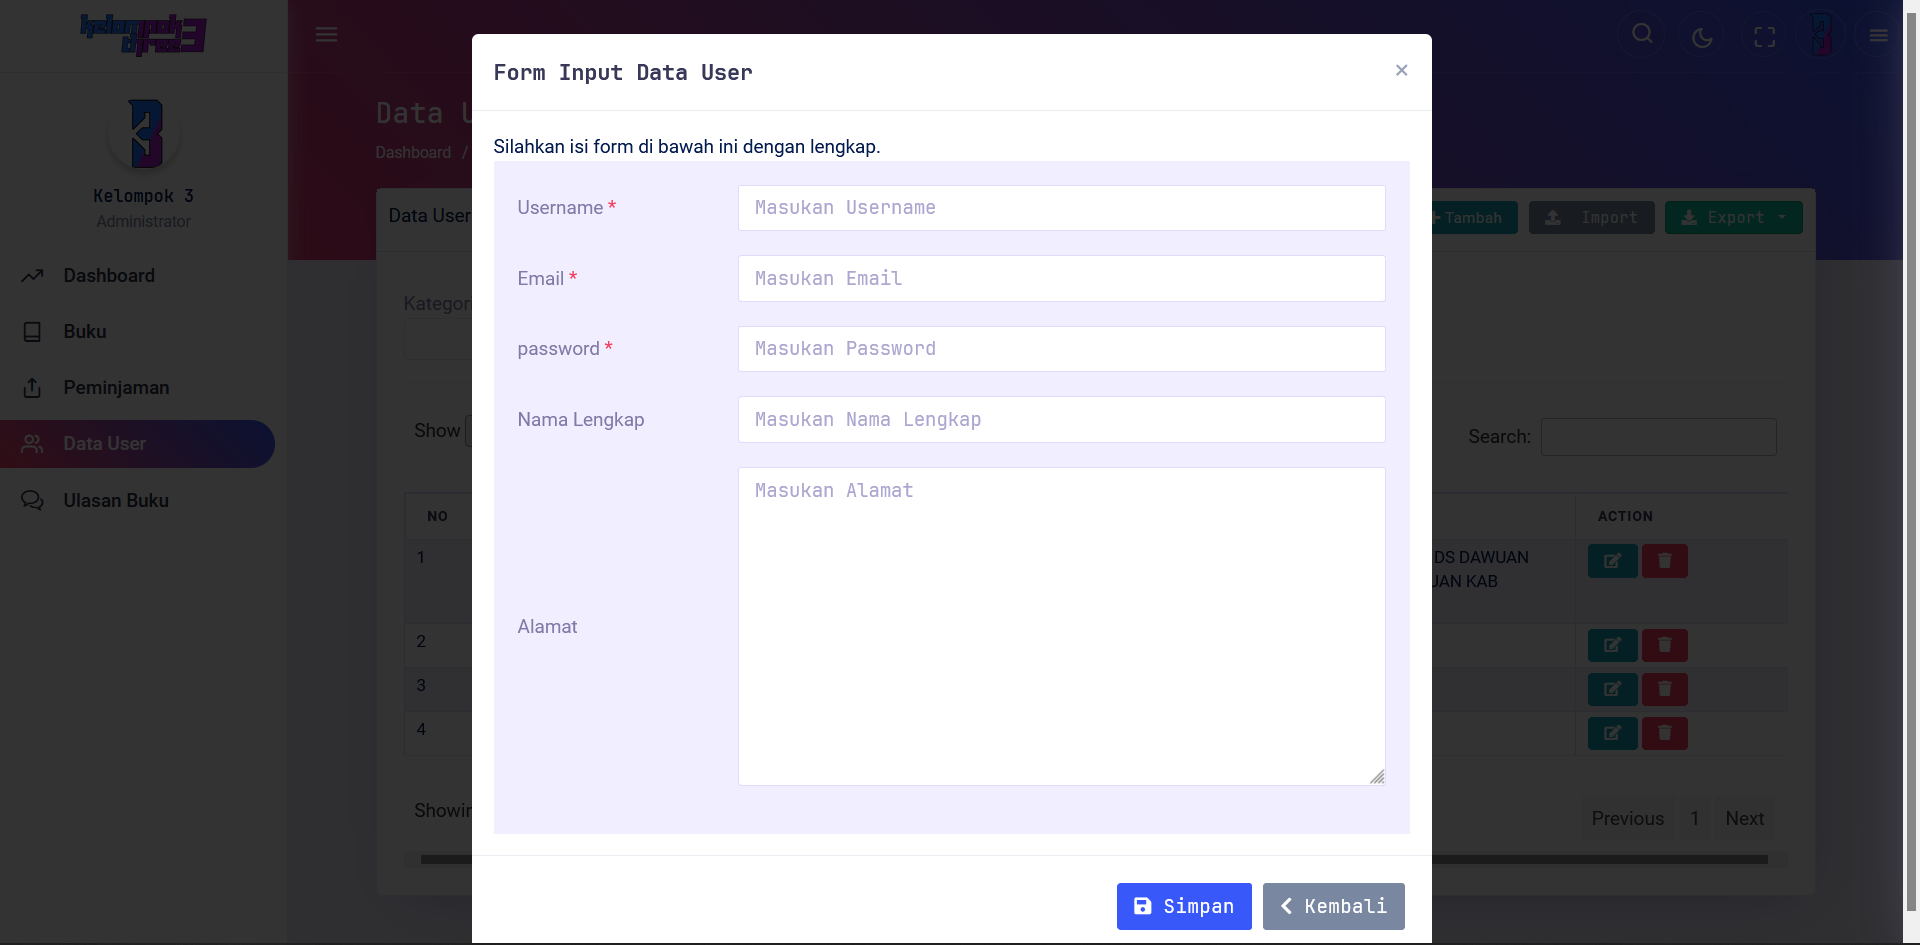 kelompok
3
Form Input Data User
×
Silahkan isi form di bawah ini dengan lengkap.
Username *
Masukan Username
Email *
Masukan Email
password *
Masukan Password
Nama Lengkap
Masukan Nama Lengkap
Alamat
Masukan Alamat
Simpan
Kembali
Kelompok 3
Administrator
Dashboard
Buku
Peminjaman
Data User
Ulasan Buku
Data
Dashboard /
Data User
+ Tambah
Import
Export
Show
Search:
NO
ACTION
1
DS DAWUAN
KAB
2
3
4
Previous
1
Next